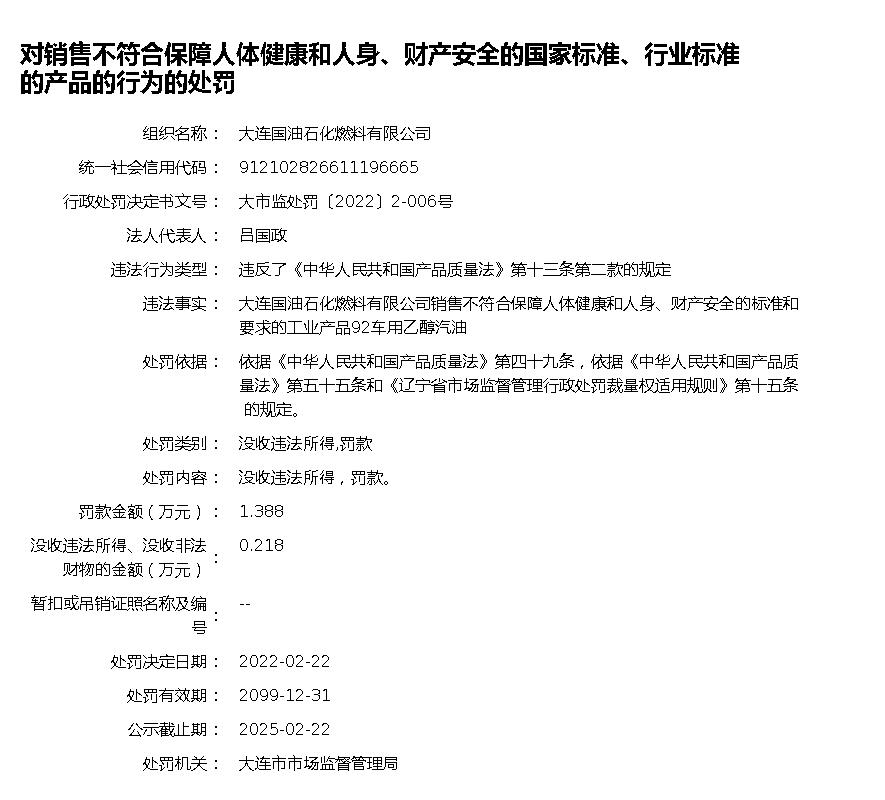 对销售不符合保障人体健康和人身、财产安全的国家标准、行业标准
的产品的行为的处罚
组织名称： 大连国油石化燃料有限公司
统一社会信用代码： 912102826611196665
行政处罚决定书文号： 大市监处罚〔2022〕2-006号
法人代表人： 吕国政
违法行为类型： 违反了《中华人民共和国产品质量法》第十三条第二款的规定
违法事实： 大连国油石化燃料有限公司销售不符合保障人体健康和人身、财产安全的标准和
要求的工业产品92车用乙醇汽油
处罚依据： 依据《中华人民共和国产品质量法》第四十九条，依据《中华人民共和国产品质
量法》第五十五条和《辽宁省市场监督管理行政处罚裁量权适用规则》第十五条
的规定。
处罚类别： 没收违法所得,罚款
处罚内容： 没收违法所得，罚款。
罚款金额（万元）： 1.388
没收违法所得、没收非法
财物的金额（万元）： 0.218
暂扣或吊销证照名称及编
号： --
处罚决定日期： 2022-02-22
处罚有效期： 2099-12-31
公示截止期： 2025-02-22
处罚机关： 大连市市场监督管理局